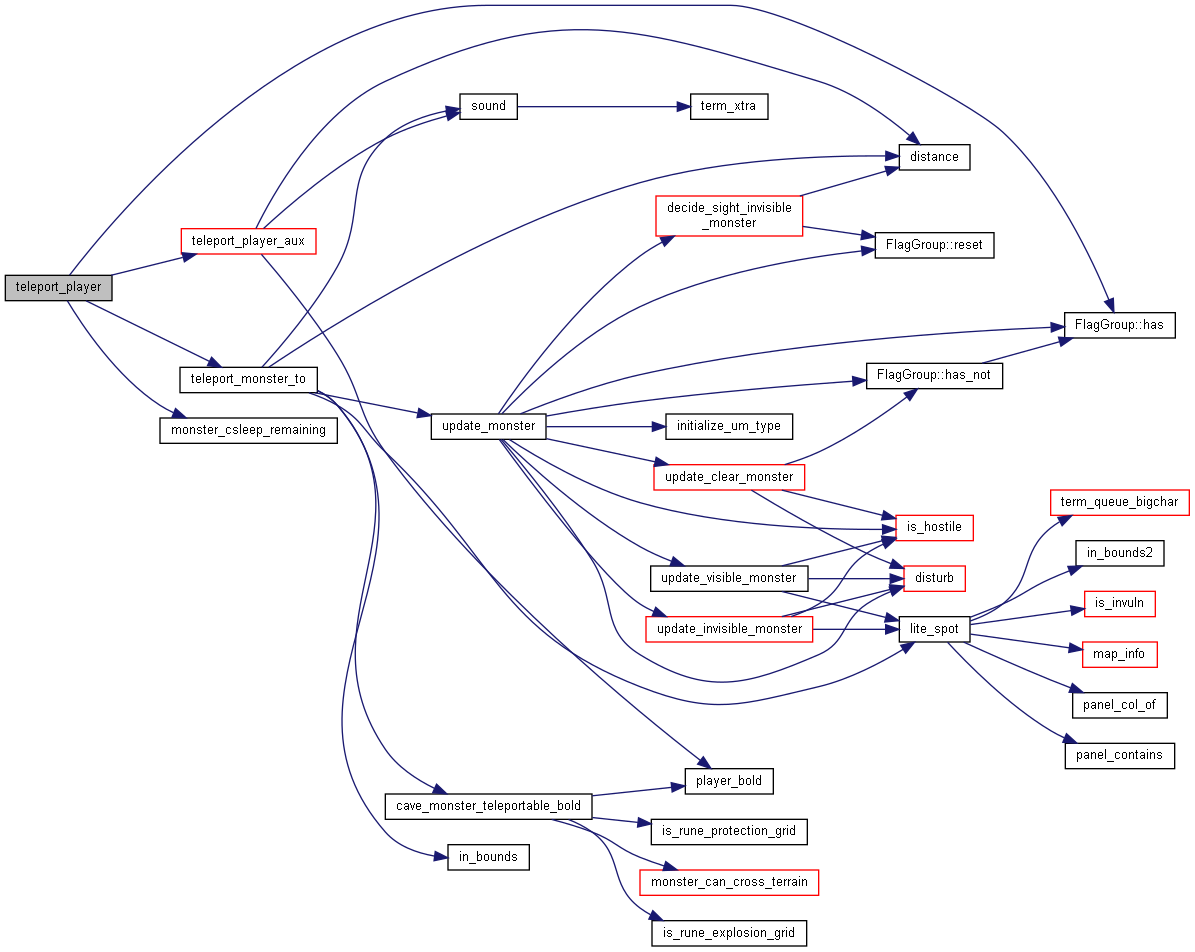 sound
term_xtra
distance
decide_sight_invisible
_monster
teleport_player_aux
FlagGroup::reset
teleport_player
FlagGroup::has
teleport_monster_to
FlagGroup::has_not
monster_csleep_remaining
update_monster
initialize_um_type
update_clear_monster
term_queue_bigchar
is_hostile
in_bounds2
update_visible_monster
disturb
is_invuln
update_invisible_monster
lite_spot
map_info
panel_col_of
panel_contains
player_bold
cave_monster_teleportable_bold
is_rune_protection_grid
in_bounds
monster_can_cross_terrain
is_rune_explosion_grid